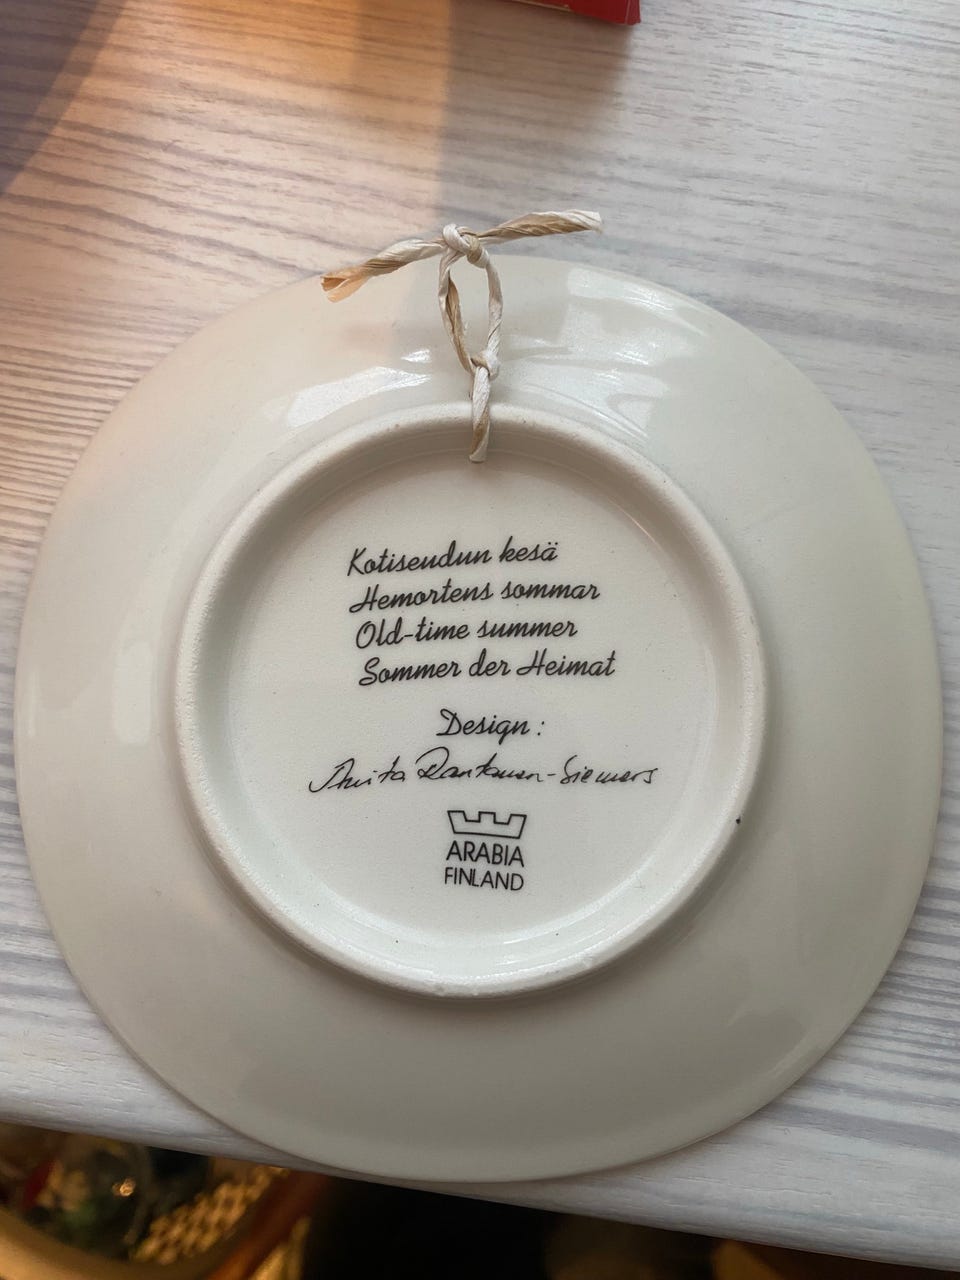 Kotiseudun kesä
Hemortens sommar
Old-time summer
Sommer der Heimat
Design:
Anita Rantanen-Siemers
ARABIA
FINLAND